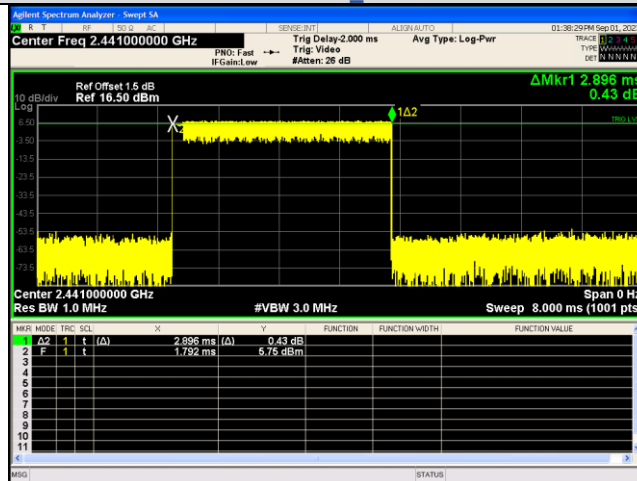 Agilent Spectrum Analyzer - Swept SA
R T RF 50 Ω AC SENSE:INT ALIGN AUTO 01:38:29 PM Sep 01, 202
Center Freq 2.441000000 GHz
PNO: Fast
IFGain:Low
Trig Delay-2.000 ms
Trig: Video
#Atten: 26 dB
Avg Type: Log-Pwr
TRACE 1 2 3 4 5
TYPE
DET N N N N N
Ref Offset 1.5 dB
Ref 16.50 dBm
ΔMkr1 2.896 ms
0.43 dB
10 dB/div
Log
6.50
-3.50
-13.5
-23.5
-33.5
-43.5
-53.5
-63.5
-73.5
X2
1Δ2
TRIG LVL
Center 2.441000000 GHz
Span 0 Hz
Res BW 1.0 MHz
#VBW 3.0 MHz
Sweep 8.000 ms (1001 pts
MKR MODE TRC SCL X Y FUNCTION FUNCTION WIDTH FUNCTION VALUE
1 Δ2 1 t (Δ) 2.896 ms (Δ) 0.43 dB
2 F 1 t 1.792 ms 5.75 dBm
3
4
5
6
7
8
9
10
11
MSG STATUS